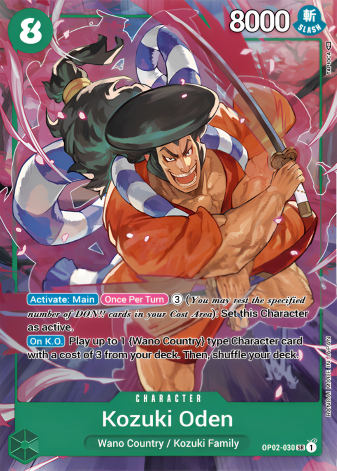 8
8000
斬
SLASH
Activate: Main Once Per Turn ③ (You may rest the specified
number of DON!! cards in your Cost Area): Set this Character
as active.
On K.O. Play up to 1 {Wano Country} type Character card
with a cost of 3 from your deck. Then, shuffle your deck.
CHARACTER
Kozuki Oden
Wano Country / Kozuki Family
OP02-030 SR 1